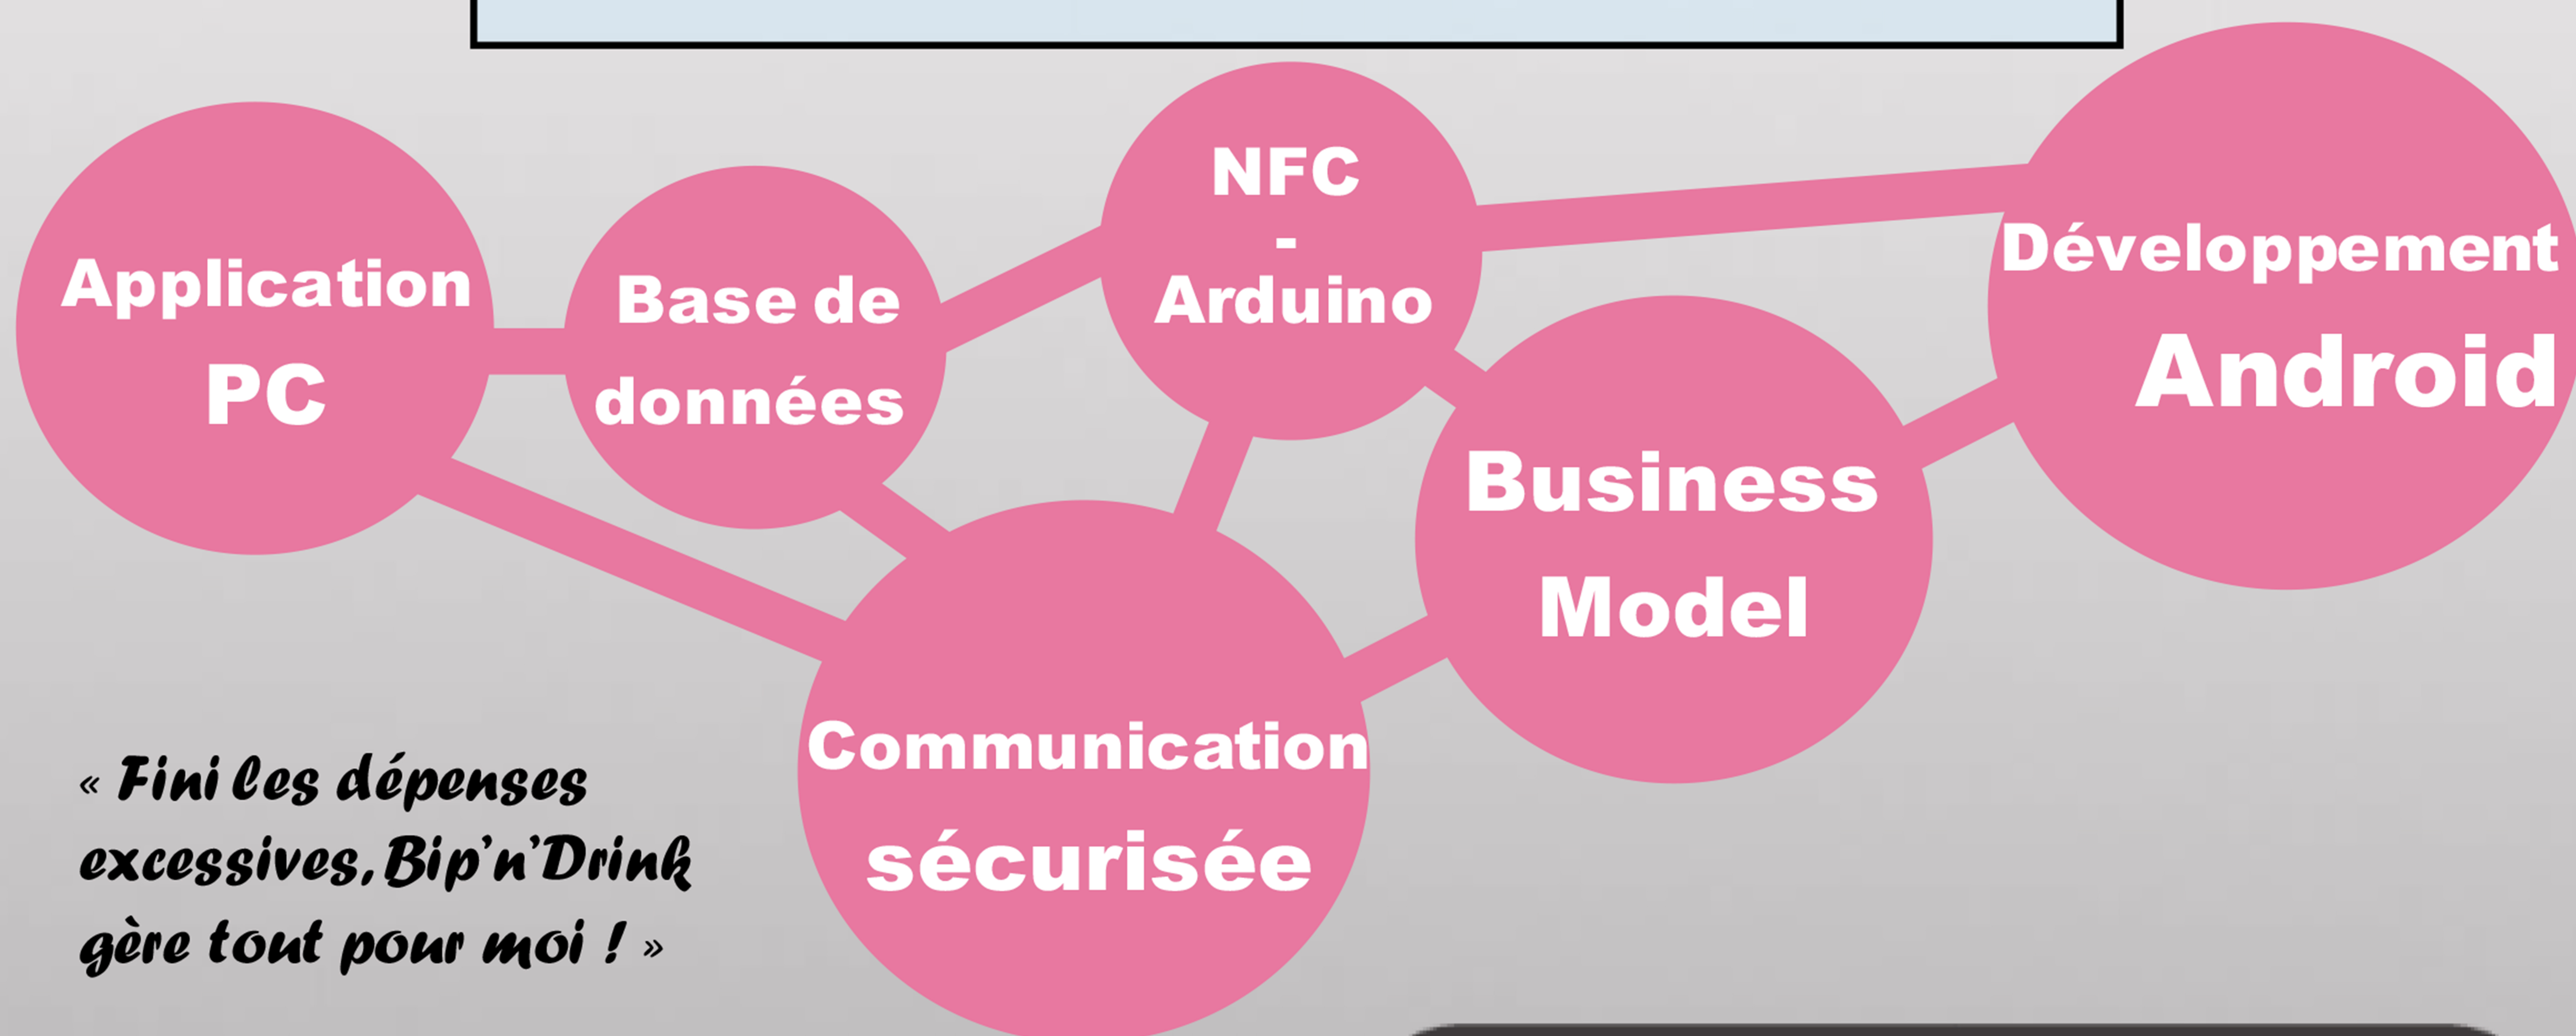 Application
PC
Base de
données
NFC
-
Arduino
Développement
Android
Business
Model
Communication
sécurisée
« Fini les dépenses
excessives, Bip'n'Drink
gère tout pour moi ! »